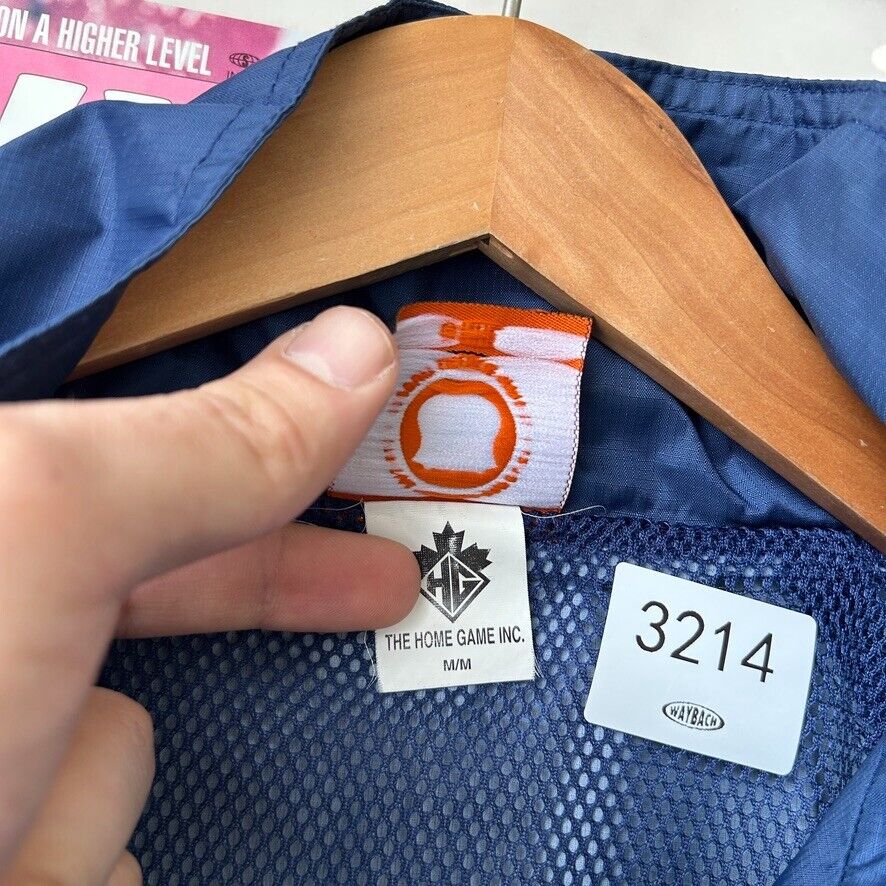 ON A HIGHER LEVEL
HG
THE HOME GAME INC.
M/M
3214
WAYBACH